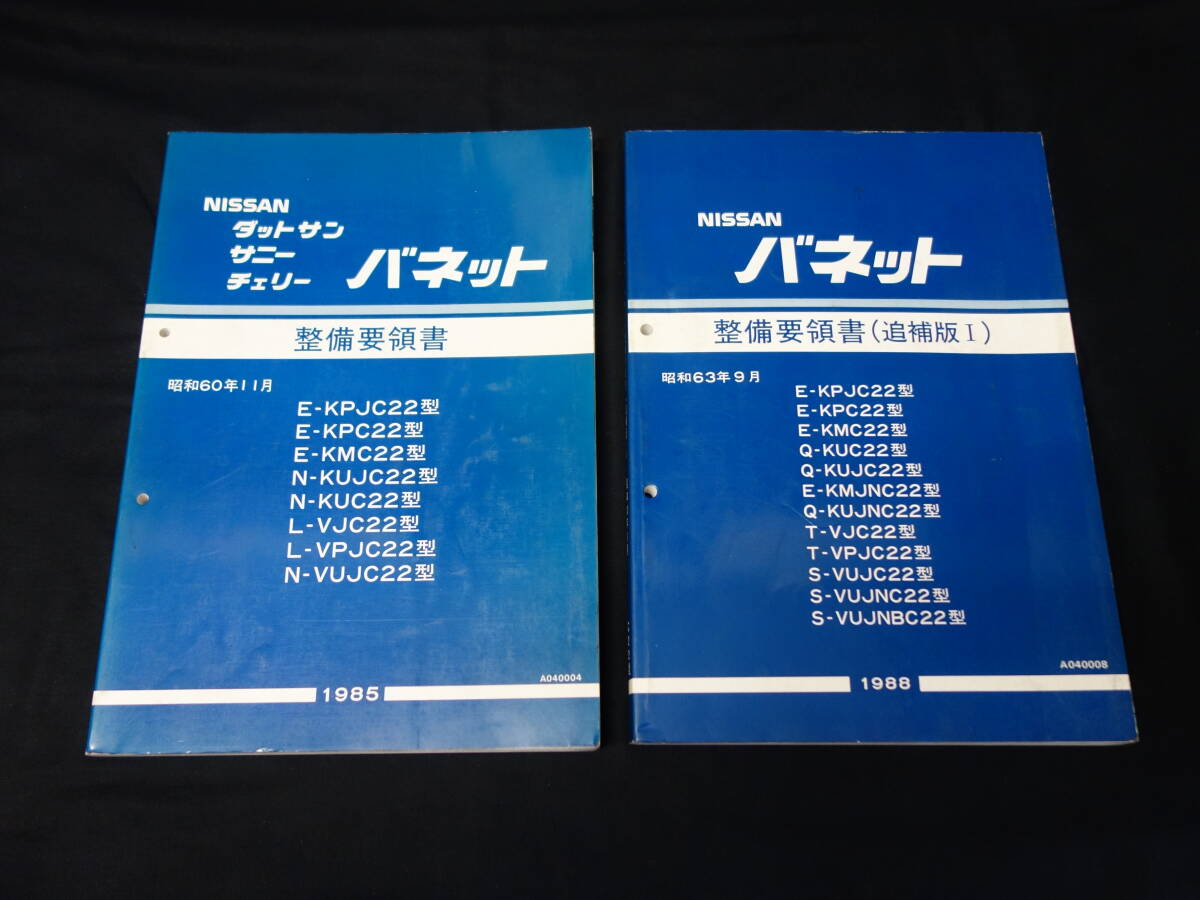 NISSAN
ダットサン
サニー
チェリー
バネット
整備要領書
昭和60年11月
E-KPJC22型
E-KPC22型
E-KMC22型
N-KUJC22型
N-KUC22型
L-VJC22型
L-VPJC22型
N-VUJC22型
A040004
1985
NISSAN
バネット
整備要領書(追補版Ⅰ)
昭和63年9月
E-KPJC22型
E-KPC22型
E-KMC22型
Q-KUC22型
Q-KUJC22型
E-KMJNC22型
Q-KUJNC22型
T-VJC22型
T-VPJC22型
S-VUJC22型
S-VUJNC22型
S-VUJNBC22型
A040008
1988